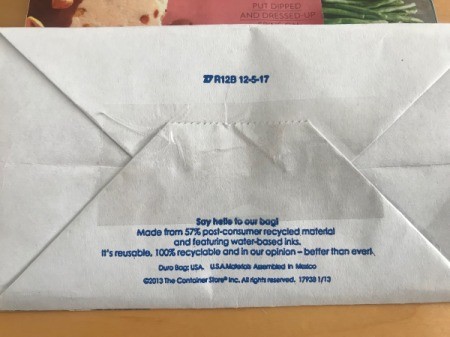 PUT DIPPED
AND DRESSED-UP
R12B 12-5-17
Say hello to our bag!
Made from 57% post-consumer recycled material
and featuring water-based inks.
It's reusable, 100% recyclable and in our opinion – better than ever!
Duro Bag; USA. U.S.A. Materials Assembled in Mexico
©2013 The Container Store® Inc. All rights reserved. 17938 1/13